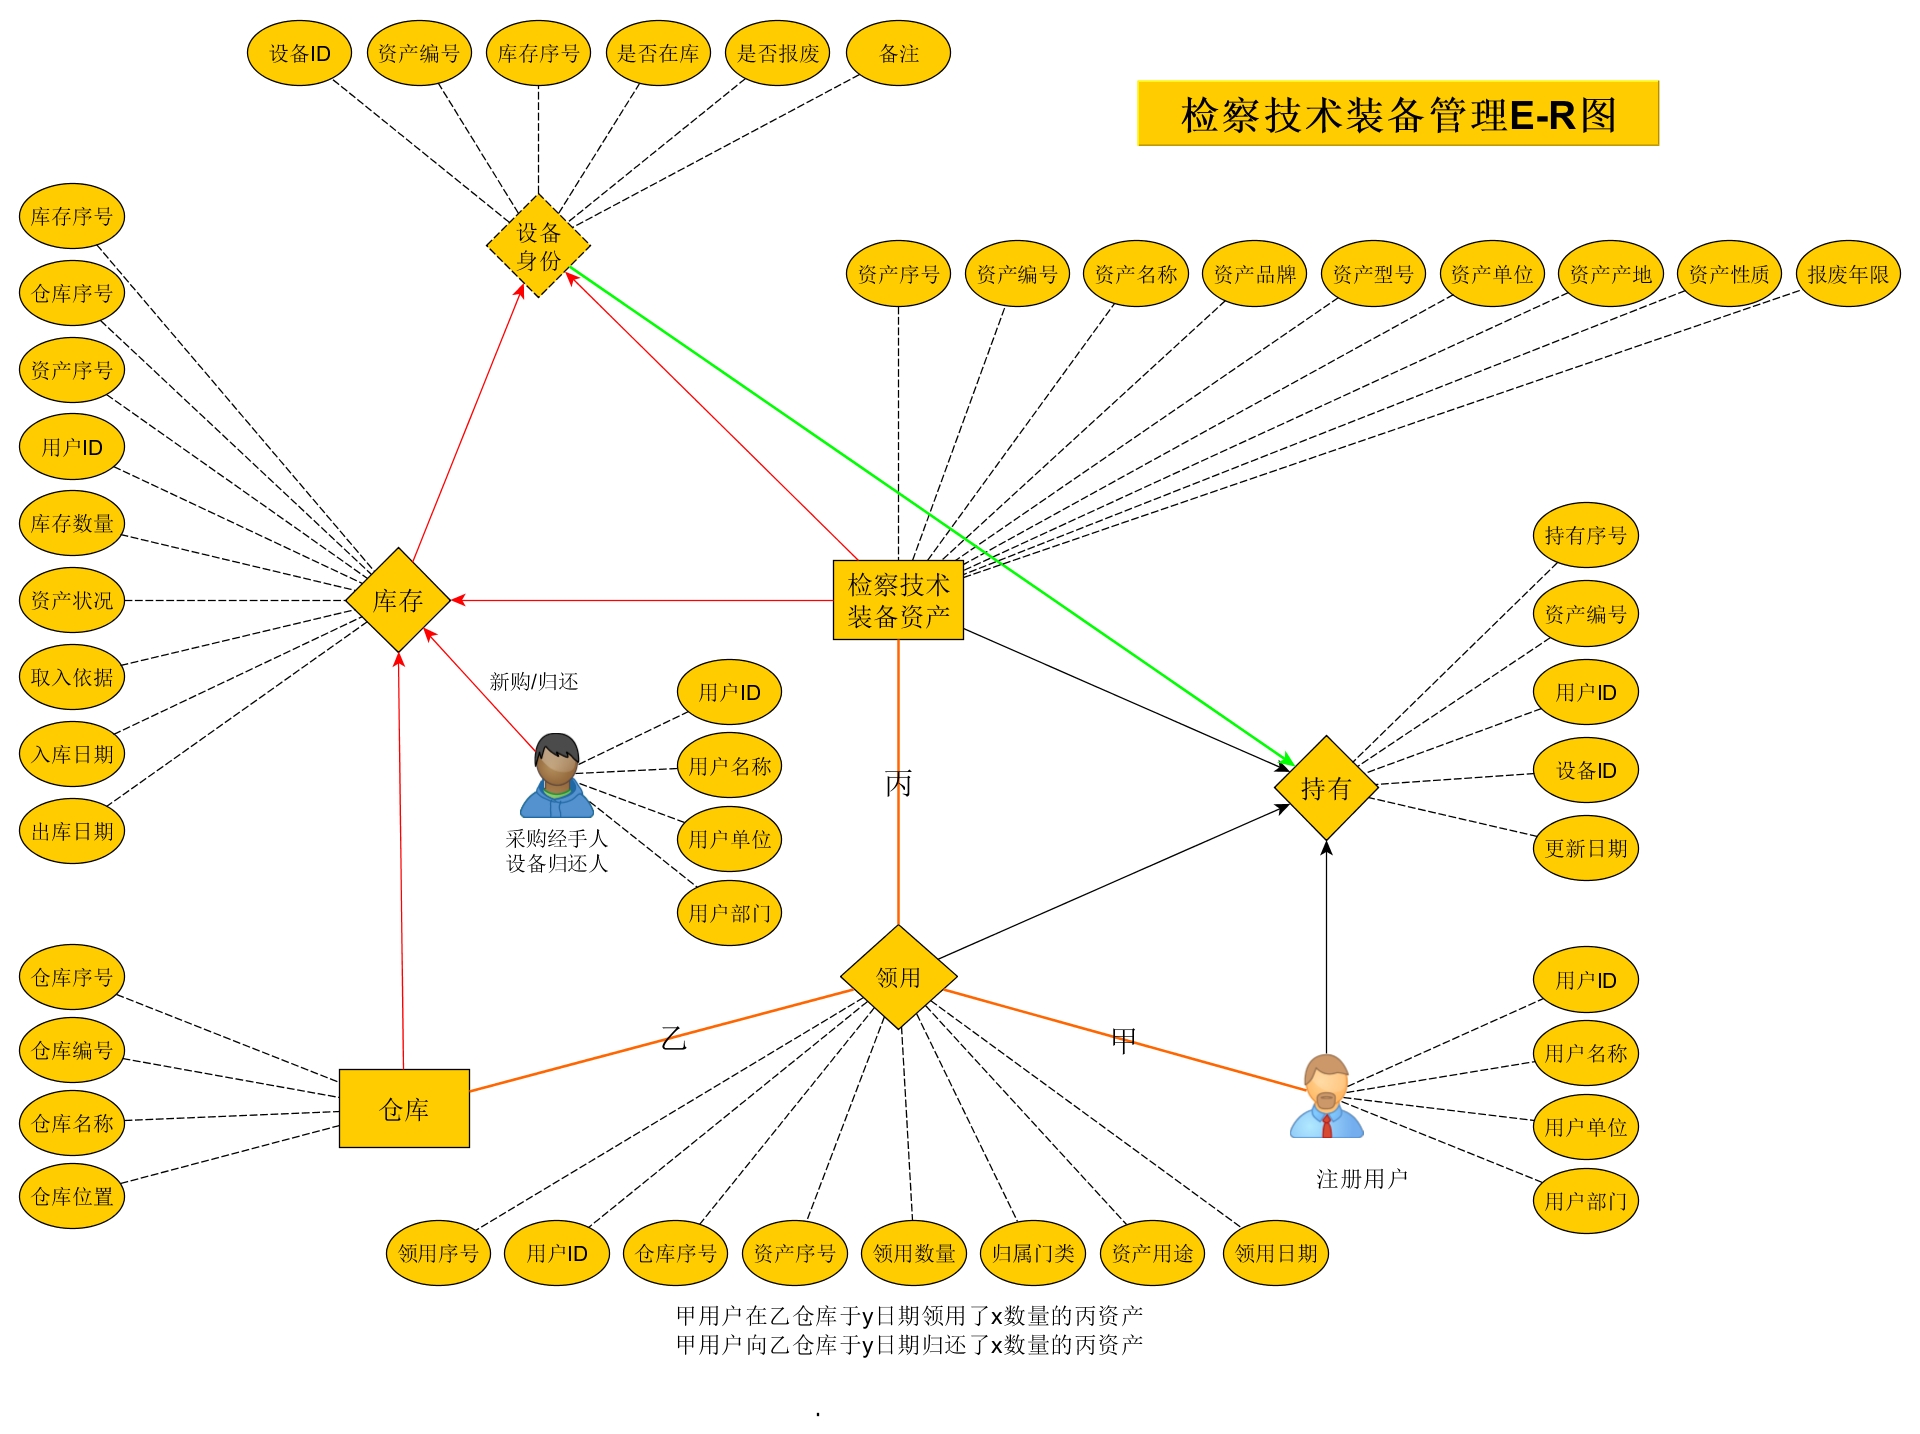 设备ID
资产编号
库存序号
是否在库
是否报废
备注
检察技术装备管理E-R图
设备
身份
库存序号
仓库序号
资产序号
用户ID
库存数量
资产状况
取入依据
入库日期
出库日期
资产序号
资产编号
资产名称
资产品牌
资产型号
资产单位
资产产地
资产性质
报废年限
库存
检察技术
装备资产
新购/归还
采购经手人
设备归还人
用户ID
用户名称
用户单位
用户部门
丙
持有序号
资产编号
用户ID
设备ID
更新日期
持有
领用
乙
甲
仓库序号
仓库编号
仓库名称
仓库位置
仓库
用户ID
用户名称
用户单位
用户部门
注册用户
领用序号
用户ID
仓库序号
资产序号
领用数量
归属门类
资产用途
领用日期
甲用户在乙仓库于y日期领用了x数量的丙资产
甲用户向乙仓库于y日期归还了x数量的丙资产
.